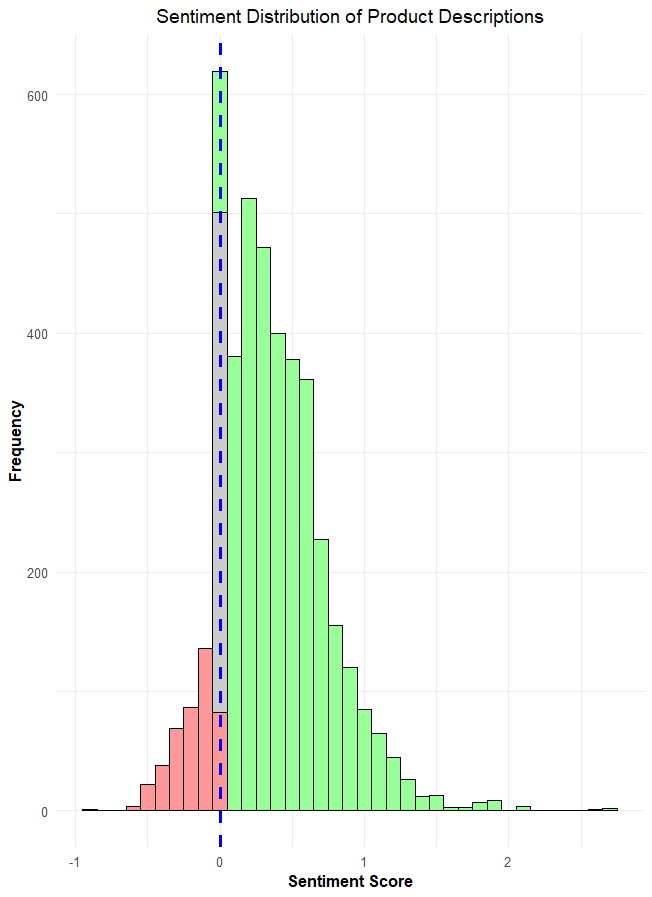 Sentiment Distribution of Product Descriptions
600
400
200
0
Frequency
-1
0
1
2
Sentiment Score